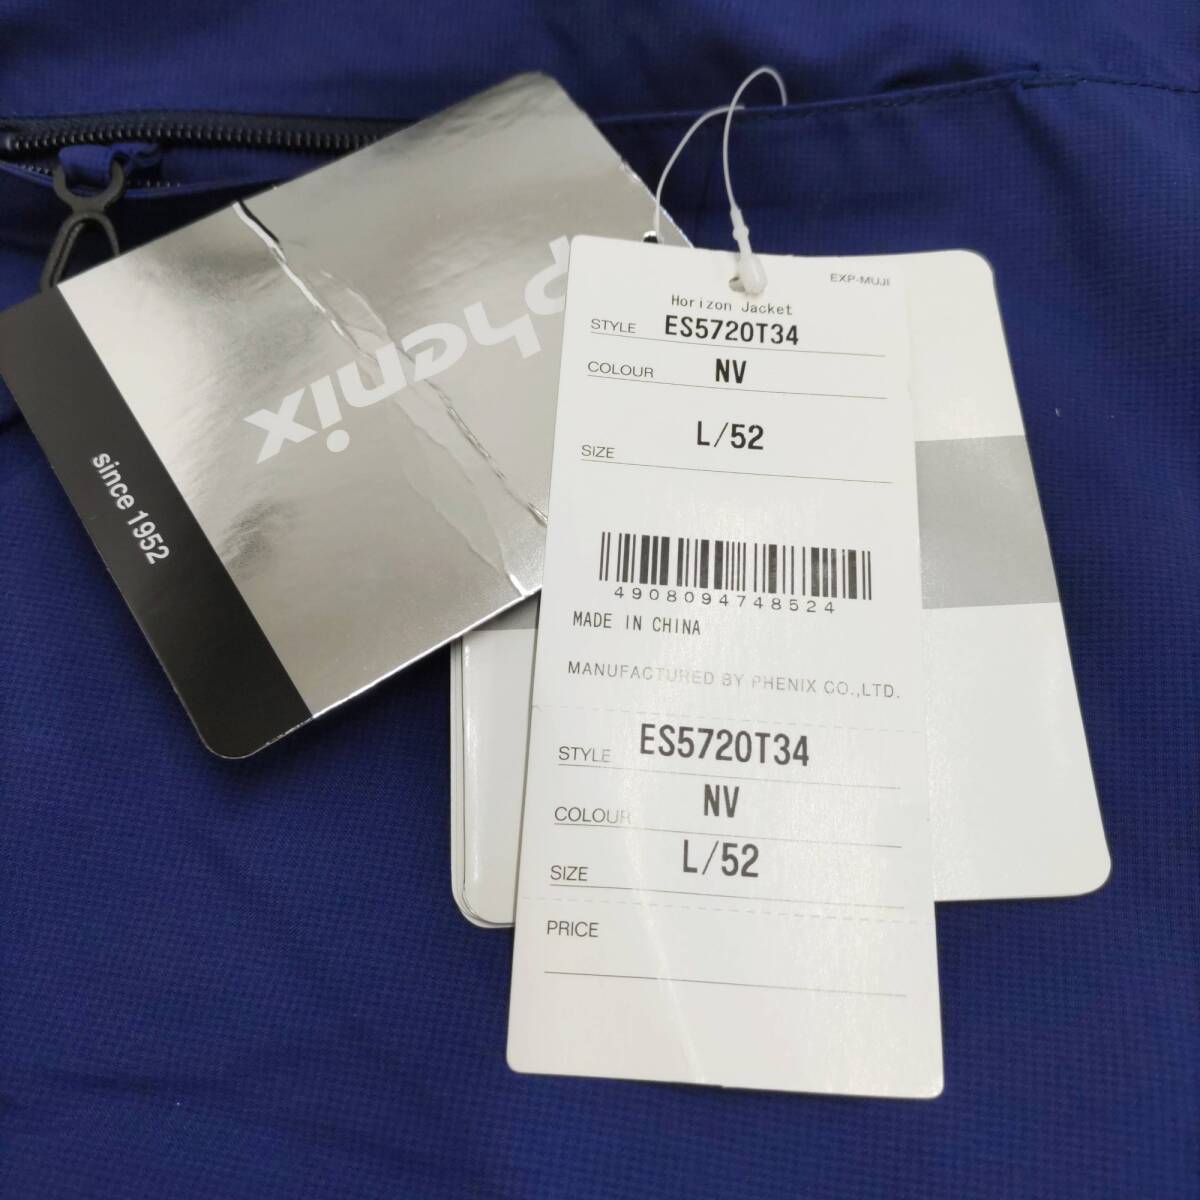 phenix
since 1952
EXP-MUJI
Horizon Jacket
STYLE ES5720T34
COLOUR NV
SIZE L/52
4908094748524
MADE IN CHINA
MANUFACTURED BY PHENIX CO.,LTD.
STYLE ES5720T34
COLOUR NV
SIZE L/52
PRICE